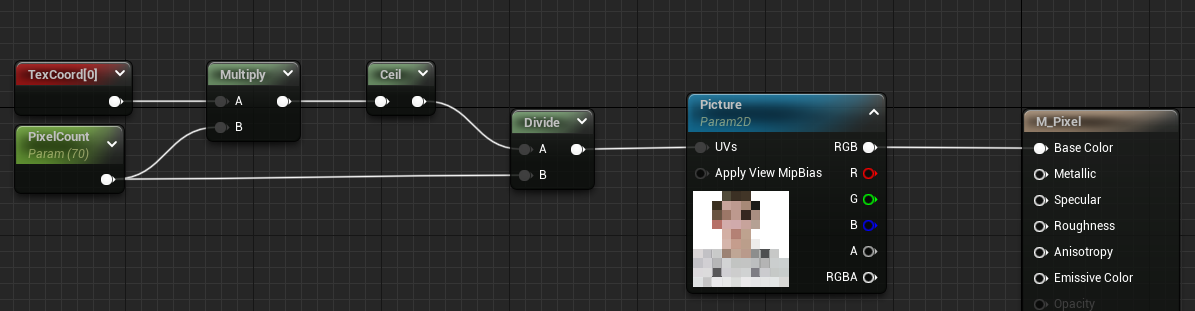 TexCoord[0]
PixelCount
Param (70)
Multiply
A
B
Ceil
Divide
A
B
Picture
Param2D
UVs
RGB
Apply View MipBias
R
G
B
A
RGBA
M_Pixel
Base Color
Metallic
Specular
Roughness
Anisotropy
Emissive Color
Opacity